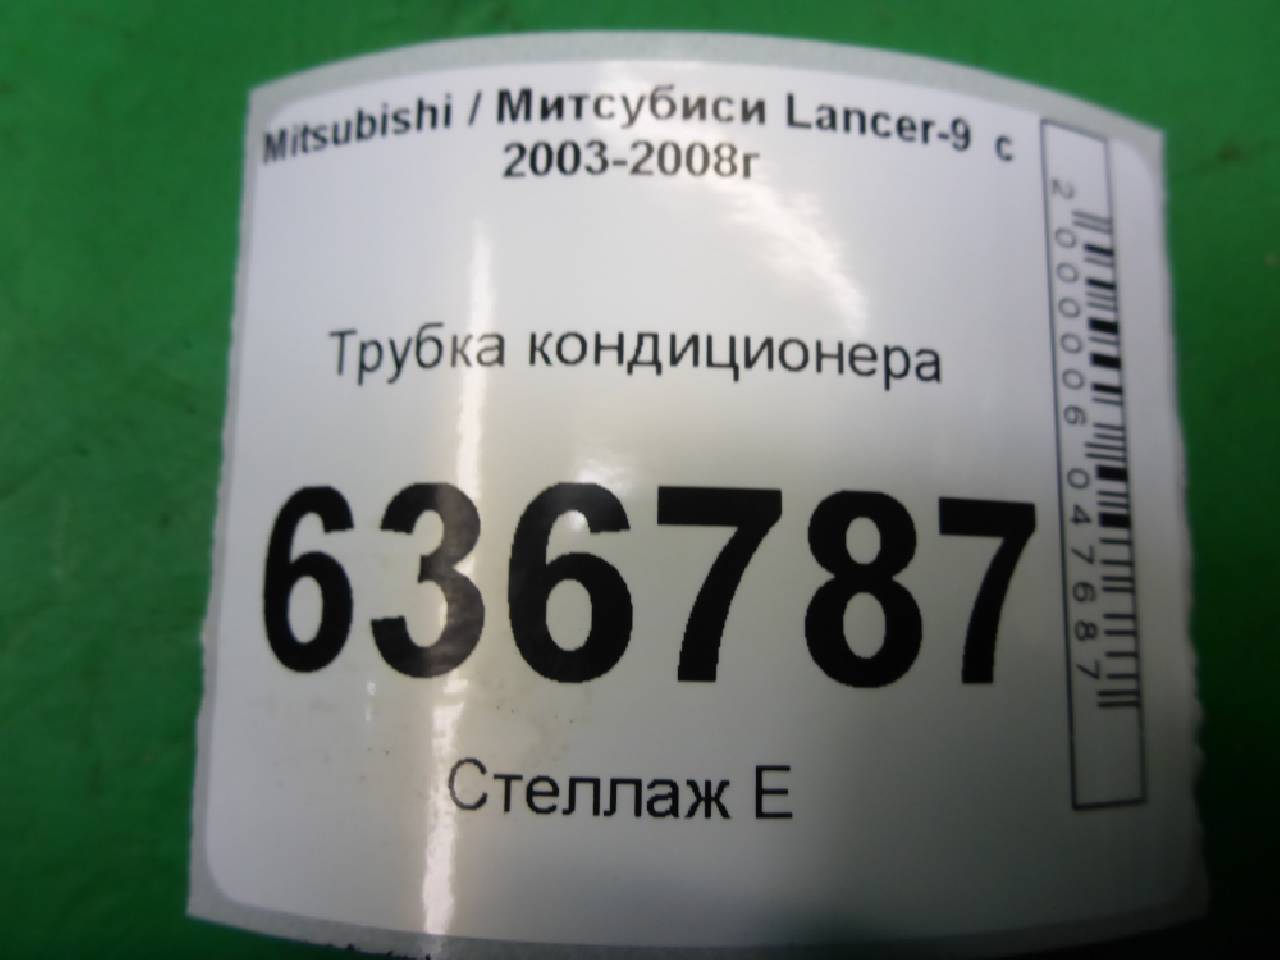 Mitsubishi / Митсубиси Lancer-9 с
2003-2008г
Трубка кондиционера
636787
Стеллаж Е
2000006047687